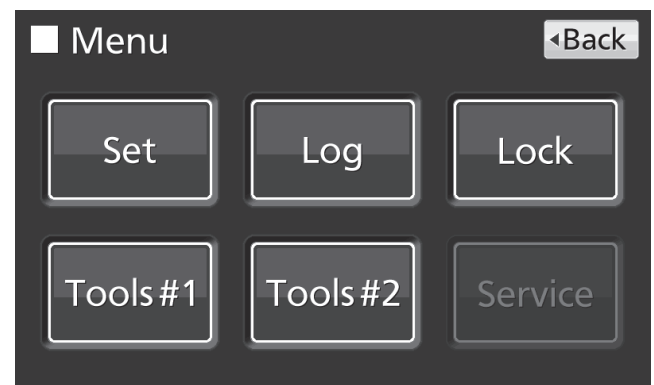 Menu
◂Back
Set
Log
Lock
Tools #1
Tools #2
Service